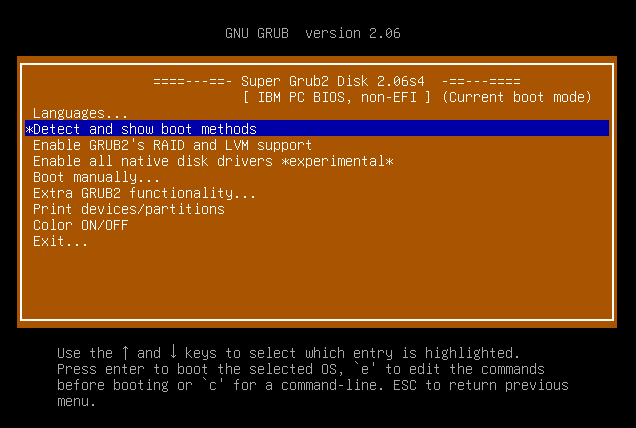 GNU GRUB  version 2.06
====---==- Super Grub2 Disk 2.06s4  -==---====
[ IBM PC BIOS, non-EFI ] (Current boot mode)
Languages...
*Detect and show boot methods
Enable GRUB2's RAID and LVM support
Enable all native disk drivers *experimental*
Boot manually...
Extra GRUB2 functionality...
Print devices/partitions
Color ON/OFF
Exit...
Use the ↑ and ↓ keys to select which entry is highlighted.
Press enter to boot the selected OS, `e' to edit the commands
before booting or `c' for a command-line. ESC to return previous
menu.